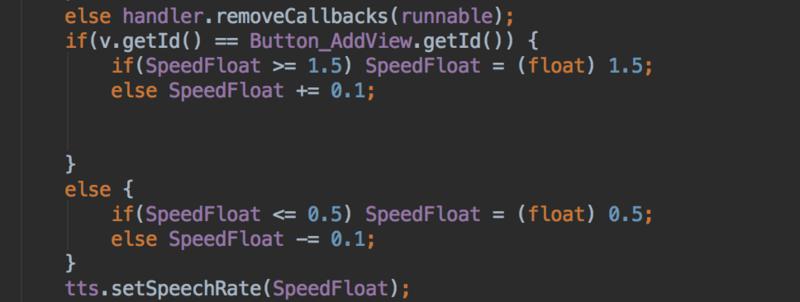 else handler.removeCallbacks(runnable);
if(v.getId() == Button_AddView.getId()) {
if(SpeedFloat >= 1.5) SpeedFloat = (float) 1.5;
else SpeedFloat += 0.1;
}
else {
if(SpeedFloat <= 0.5) SpeedFloat = (float) 0.5;
else SpeedFloat -= 0.1;
}
tts.setSpeechRate(SpeedFloat);